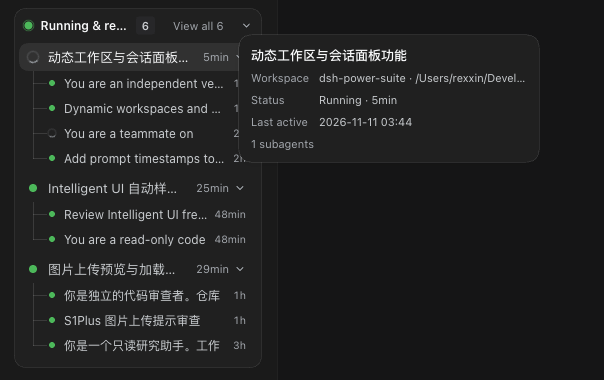 Running & re... 6 View all 6
动态工作区与会话面板... 5min
You are an independent ve...
Dynamic workspaces and ...
You are a teammate on
Add prompt timestamps to... 2h
Intelligent UI 自动样... 25min
Review Intelligent UI fre... 48min
You are a read-only code 48min
图片上传预览与加载... 29min
你是独立的代码审查者。仓库 1h
S1Plus 图片上传提示审查 1h
你是一个只读研究助手。工作 3h
动态工作区与会话面板功能
Workspace dsh-power-suite · /Users/rexxin/Devel...
Status Running · 5min
Last active 2026-11-11 03:44
1 subagents